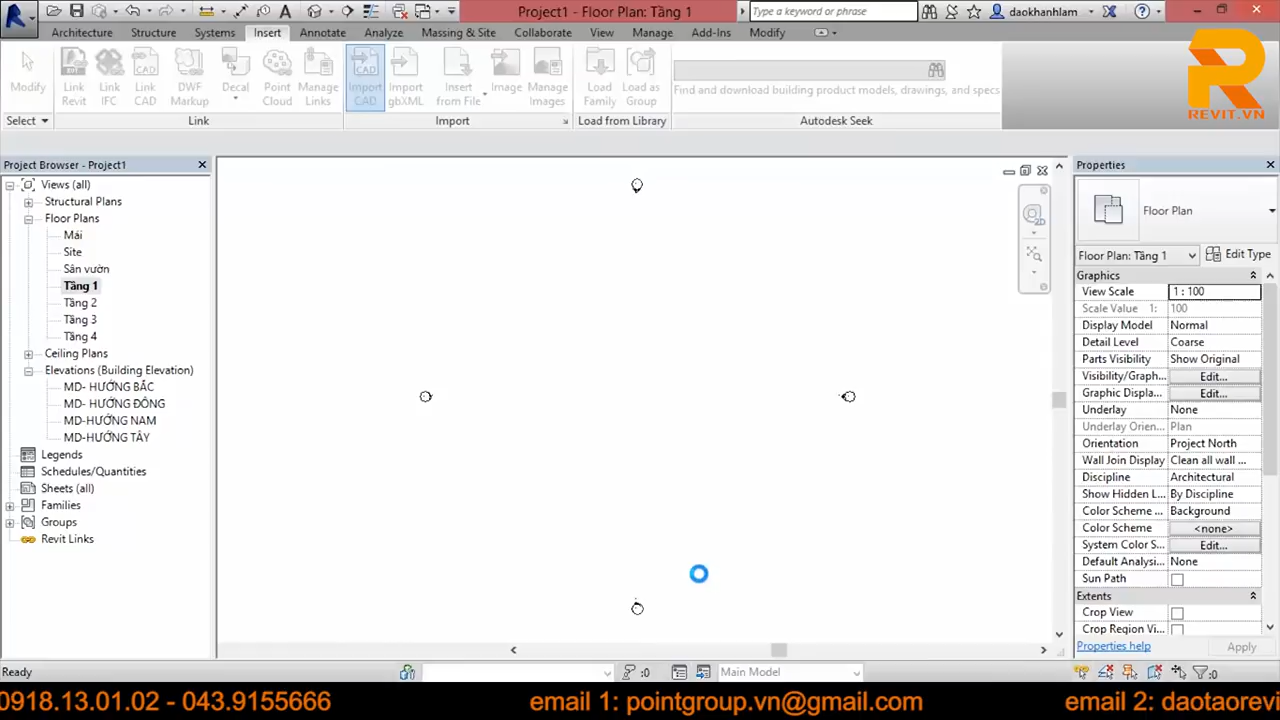 Project1 - Floor Plan: Tầng 1
Type a keyword or phrase
daokhanhlam
Architecture Structure Systems Insert Annotate Analyze Massing & Site Collaborate View Manage Add-Ins Modify
Modify
Link Revit
Link IFC
Link CAD
DWF Markup
Decal
Point Cloud
Manage Links
Import CAD
Import gbXML
Insert from File
Image
Manage Images
Load Family
Load as Group
Find and download building product models, drawings, and specs
Select Link Import Load from Library Autodesk Seek
REVIT.VN
Project Browser - Project1
Views (all)
Structural Plans
Floor Plans
Mái
Site
Sân vườn
Tầng 1
Tầng 2
Tầng 3
Tầng 4
Ceiling Plans
Elevations (Building Elevation)
MD- HƯỚNG BẮC
MD- HƯỚNG ĐÔNG
MD-HƯỚNG NAM
MD-HƯỚNG TÂY
Legends
Schedules/Quantities
Sheets (all)
Families
Groups
Revit Links
2D
Properties
Floor Plan
Floor Plan: Tầng 1 Edit Type
Graphics
View Scale 1 : 100
Scale Value 1: 100
Display Model Normal
Detail Level Coarse
Parts Visibility Show Original
Visibility/Graph... Edit...
Graphic Displa... Edit...
Underlay None
Underlay Orien... Plan
Orientation Project North
Wall Join Display Clean all wall ...
Discipline Architectural
Show Hidden L... By Discipline
Color Scheme ... Background
Color Scheme <none>
System Color S... Edit...
Default Analysi... None
Sun Path
Extents
Crop View
Crop Region Vi...
Properties help Apply
Ready :0 Main Model :0
0918.13.01.02 - 043.9155666 email 1: pointgroup.vn@gmail.com email 2: daotaorevi